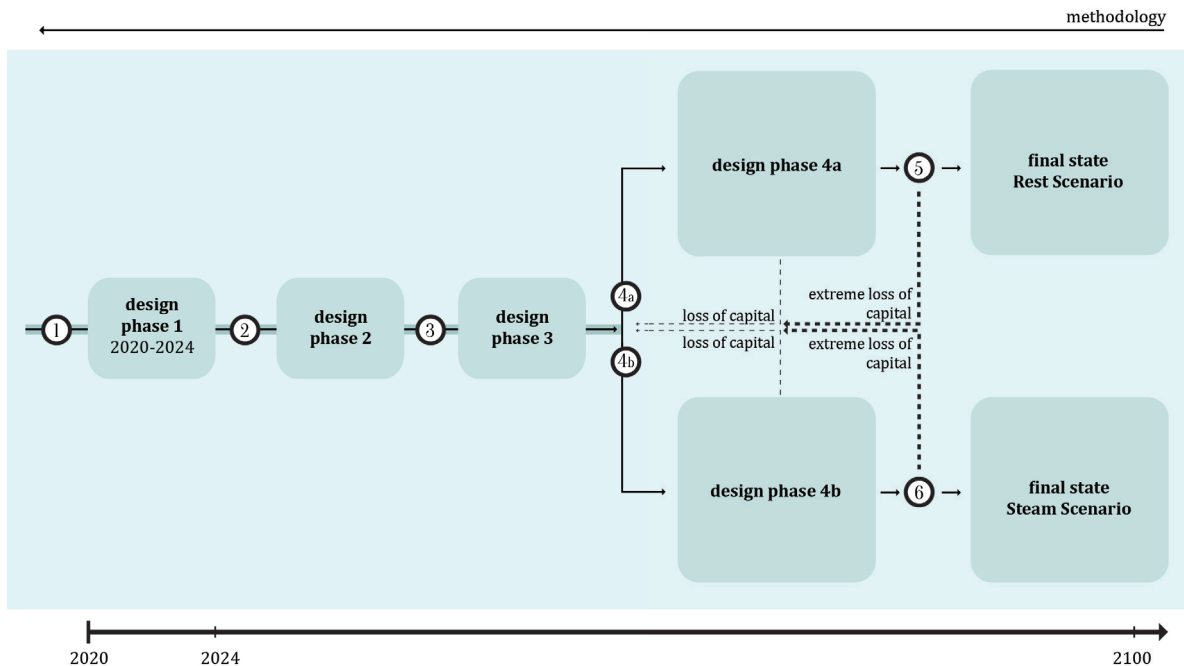 methodology
design phase 4a
5
final state
Rest Scenario
1
design
phase 1
2020-2024
2
design
phase 2
3
design
phase 3
4a
4b
loss of capital
loss of capital
extreme loss of
capital
extreme loss of
capital
design phase 4b
6
final state
Steam Scenario
2020
2024
2100